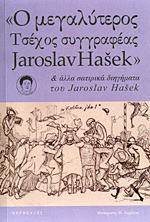 «Ο μεγαλύτερος
Τσέχος συγγραφέας
Jaroslav Hašek»
& άλλα σατιρικά διηγήματα
του Jaroslav Hašek